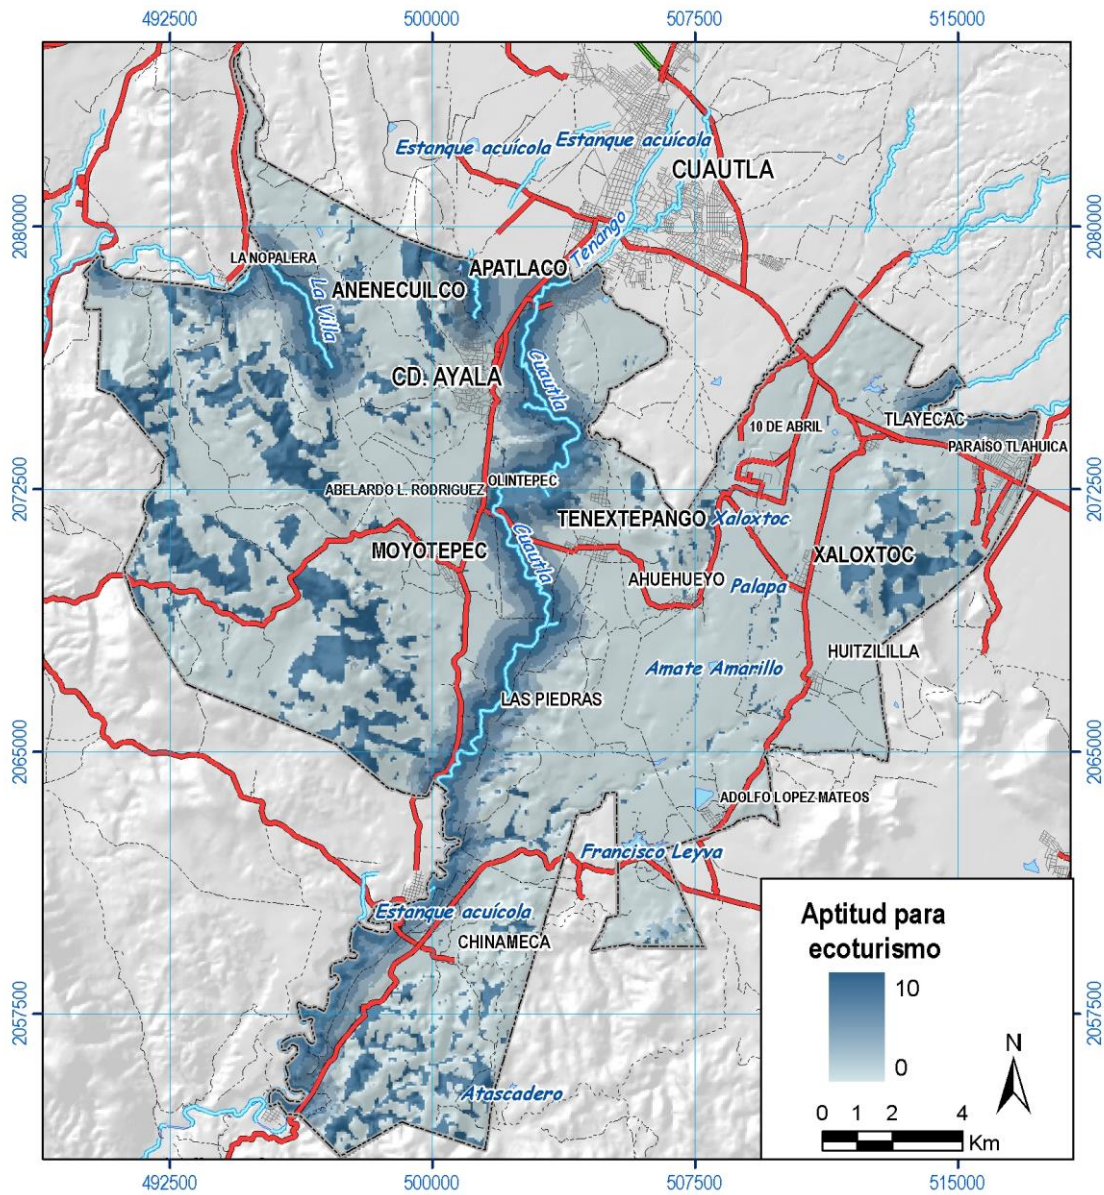 492500 500000 507500 515000
Estanque acuícola
Estanque acuícola
CUAUTLA
2080000
2080000
Tenango
LA NOPALERA
APATLACO
ANENECUILCO
La Villa
CD. AYALA
Cuautla
TLAYECAC
10 DE ABRIL
PARAÍSO TLAHUICA
OLINTEPEC
ABELARDO L. RODRIGUEZ
2072500
2072500
TENEXTEPANGO
Xaloxtoc
Cuautla
MOYOTEPEC
XALOXTOC
AHUEHUEYO
Palapa
HUITZILILLA
Amate Amarillo
LAS PIEDRAS
2065000
2065000
ADOLFO LOPEZ MATEOS
Francisco Leyva
Estanque acuícola
CHINAMECA
2057500
2057500
Atascadero
Aptitud para
ecoturismo
10
0
N
0 1 2 4
Km
492500 500000 507500 515000